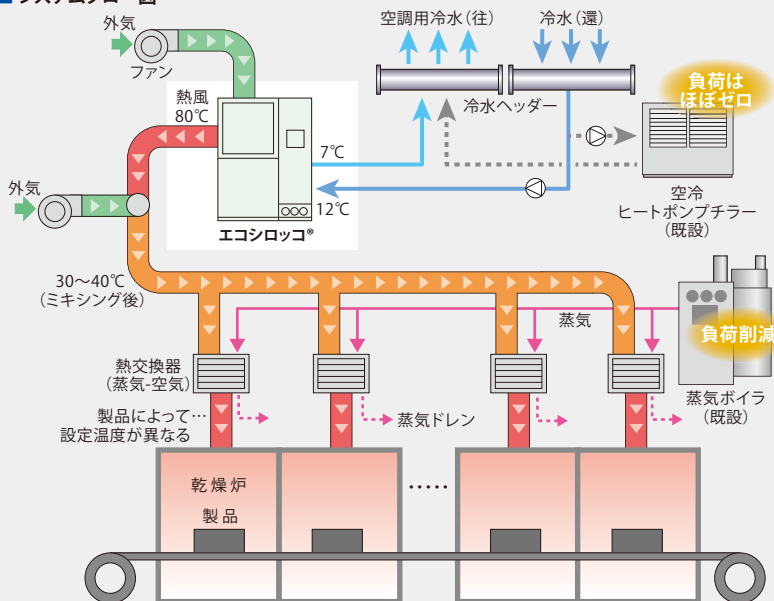 システムフロー図
外気
ファン
空調用冷水(往)
冷水(還)
冷水ヘッダー
負荷は
ほぼゼロ
熱風
80℃
7℃
12℃
エコシロッコ®
外気
空冷
ヒートポンプチラー
(既設)
30〜40℃
(ミキシング後)
蒸気
負荷削減
蒸気ボイラ
(既設)
熱交換器
(蒸気-空気)
製品によって…
設定温度が異なる
蒸気ドレン
乾燥炉
製品
.....